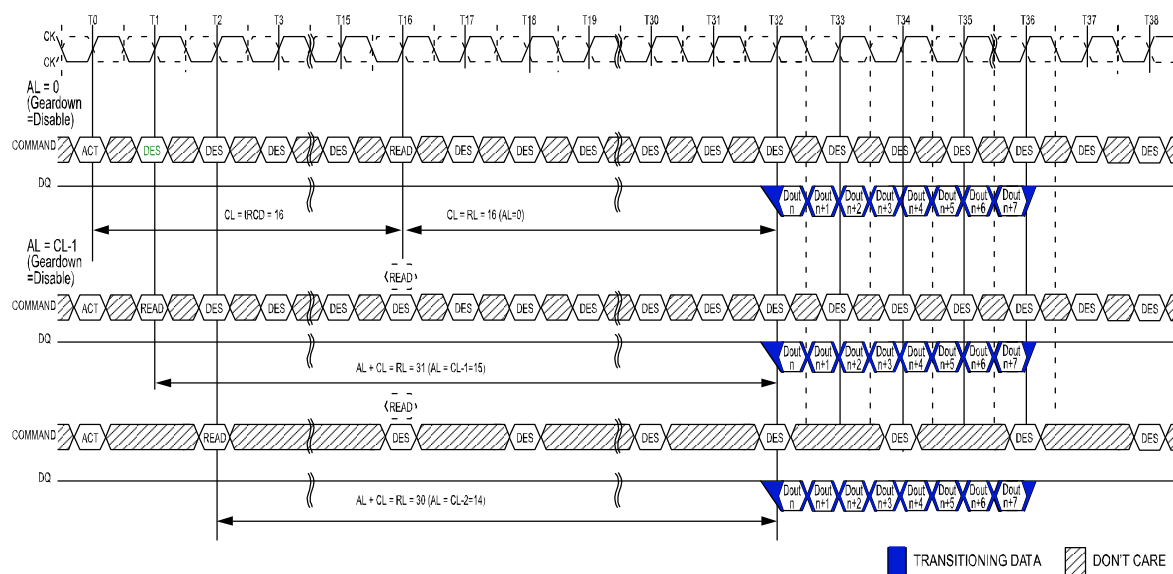 T0 T1 T2 T3 T15 T16 T17 T18 T19 T30 T31 T32 T33 T34 T35 T36 T37 T38
CK
CK
AL = 0
(Geardown
=Disable)
COMMAND ACT DES DES DES DES READ DES DES DES DES DES DES DES DES DES DES DES DES
DQ
Dout n Dout n+1 Dout n+2 Dout n+3 Dout n+4 Dout n+5 Dout n+6 Dout n+7
CL = tRCD = 16
CL = RL = 16 (AL=0)
AL = CL-1
(Geardown
=Disable)
READ
COMMAND ACT READ DES DES DES DES DES DES DES DES DES DES DES DES DES DES DES DES
DQ
Dout n Dout n+1 Dout n+2 Dout n+3 Dout n+4 Dout n+5 Dout n+6 Dout n+7
AL + CL = RL = 31 (AL = CL-1=15)
READ
COMMAND ACT READ DES DES DES DES DES DES DES
DQ
Dout n Dout n+1 Dout n+2 Dout n+3 Dout n+4 Dout n+5 Dout n+6 Dout n+7
AL + CL = RL = 30 (AL = CL-2=14)
TRANSITIONING DATA
DON'T CARE